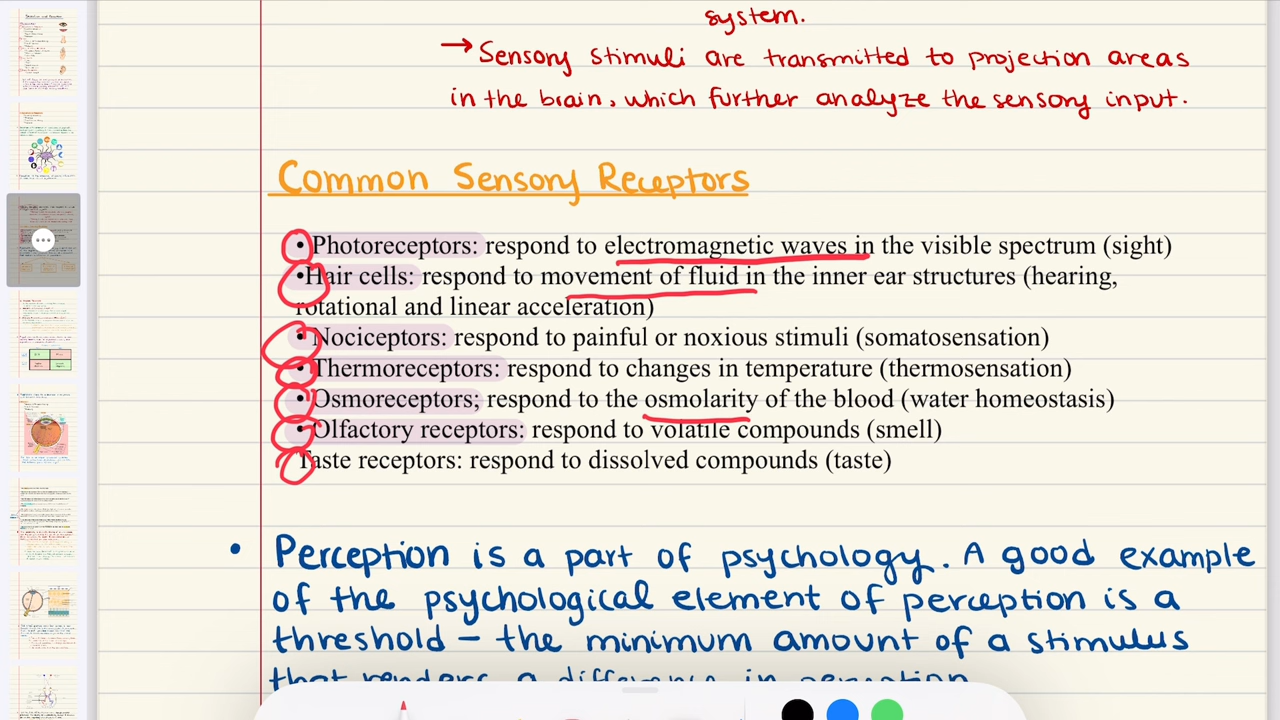 system.
→ Sensory stimuli are transmitted to projection areas
in the brain, which further analyze the sensory input.
Common Sensory Receptors
• Photoreceptors: respond to electromagnetic waves in the visible spectrum (sight)
• Hair cells: respond to movement of fluid in the inner ear structures (hearing,
rotational and linear acceleration)
• Nociceptors: respond to painful or noxious stimuli (somatosensation)
• Thermoreceptors: respond to changes in temperature (thermosensation)
• Osmoreceptors: respond to the osmolarity of the blood (water homeostasis)
• Olfactory receptors: respond to volatile compounds (smell)
Taste receptors: respond to dissolved compounds (taste)
• Perception is a part of psychology. A good example
of the psychological element of perception is a
threshold the minimum amount of a stimulus
that renders a difference in perception